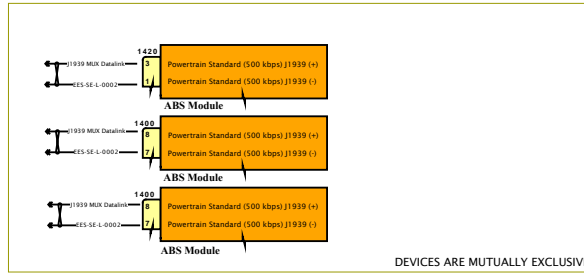 1420
J1939 MUX Datalink 3 Powertrain Standard (500 kbps) J1939 (+)
EES-SE-L-0002 1 Powertrain Standard (500 kbps) J1939 (-)
ABS Module
1400
J1939 MUX Datalink 8 Powertrain Standard (500 kbps) J1939 (+)
EES-SE-L-0002 7 Powertrain Standard (500 kbps) J1939 (-)
ABS Module
1400
J1939 MUX Datalink 8 Powertrain Standard (500 kbps) J1939 (+)
EES-SE-L-0002 7 Powertrain Standard (500 kbps) J1939 (-)
ABS Module
DEVICES ARE MUTUALLY EXCLUSIV